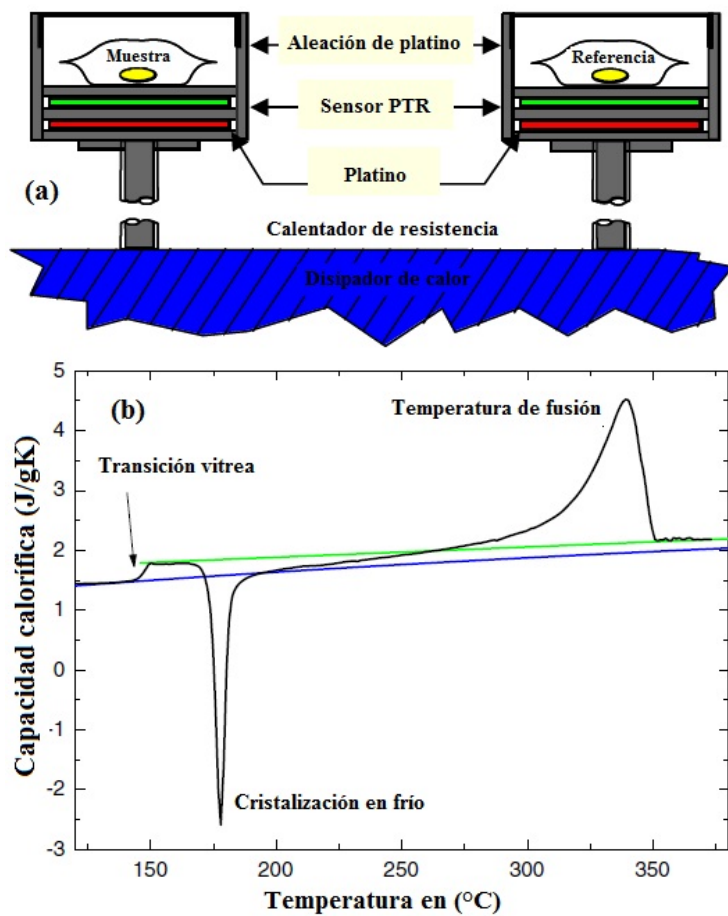 Muestra
Aleación de platino
Referencia
Sensor PTR
Platino
(a)
Calentador de resistencia
Disipador de calor
5
4
3
2
1
0
-1
-2
-3
Capacidad calorífica (J/gK)
(b)
Temperatura de fusión
Transición vitrea
Cristalización en frío
150
200
250
300
350
Temperatura en (°C)